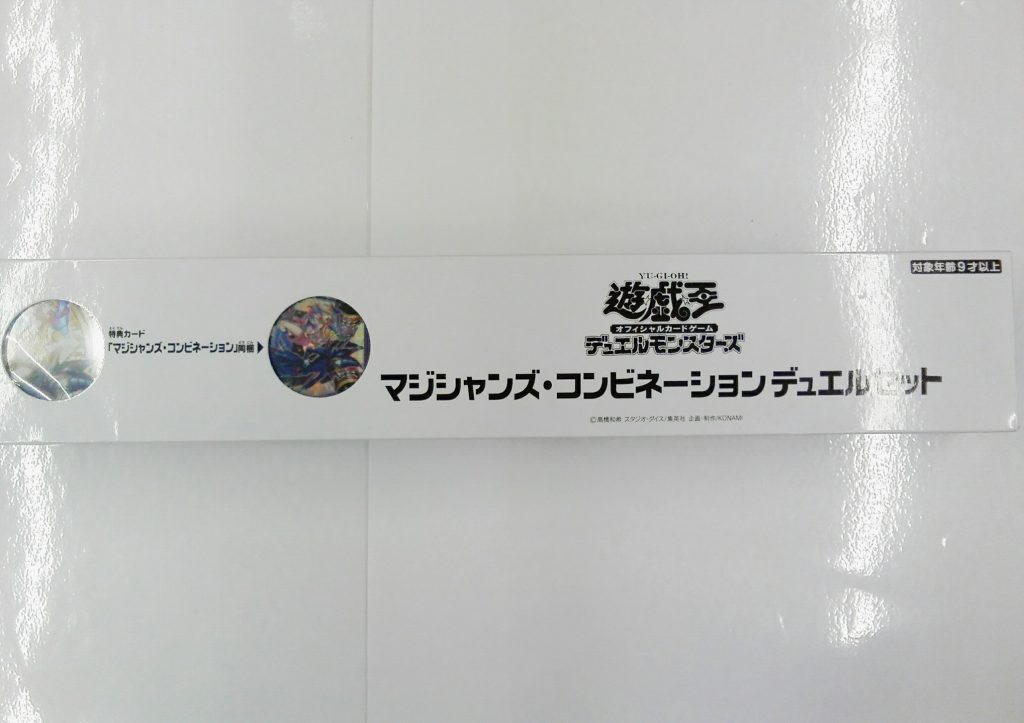 対象年齢9才以上
YU-GI-OH!
遊戯王
オフィシャルカードゲーム
デュエルモンスターズ
とくてん
特典カード
「マジシャンズ・コンビネーション」同梱▶
マジシャンズ・コンビネーション デュエルセット
©高橋和希 スタジオ・ダイス/集英社 企画・制作/KONAMI